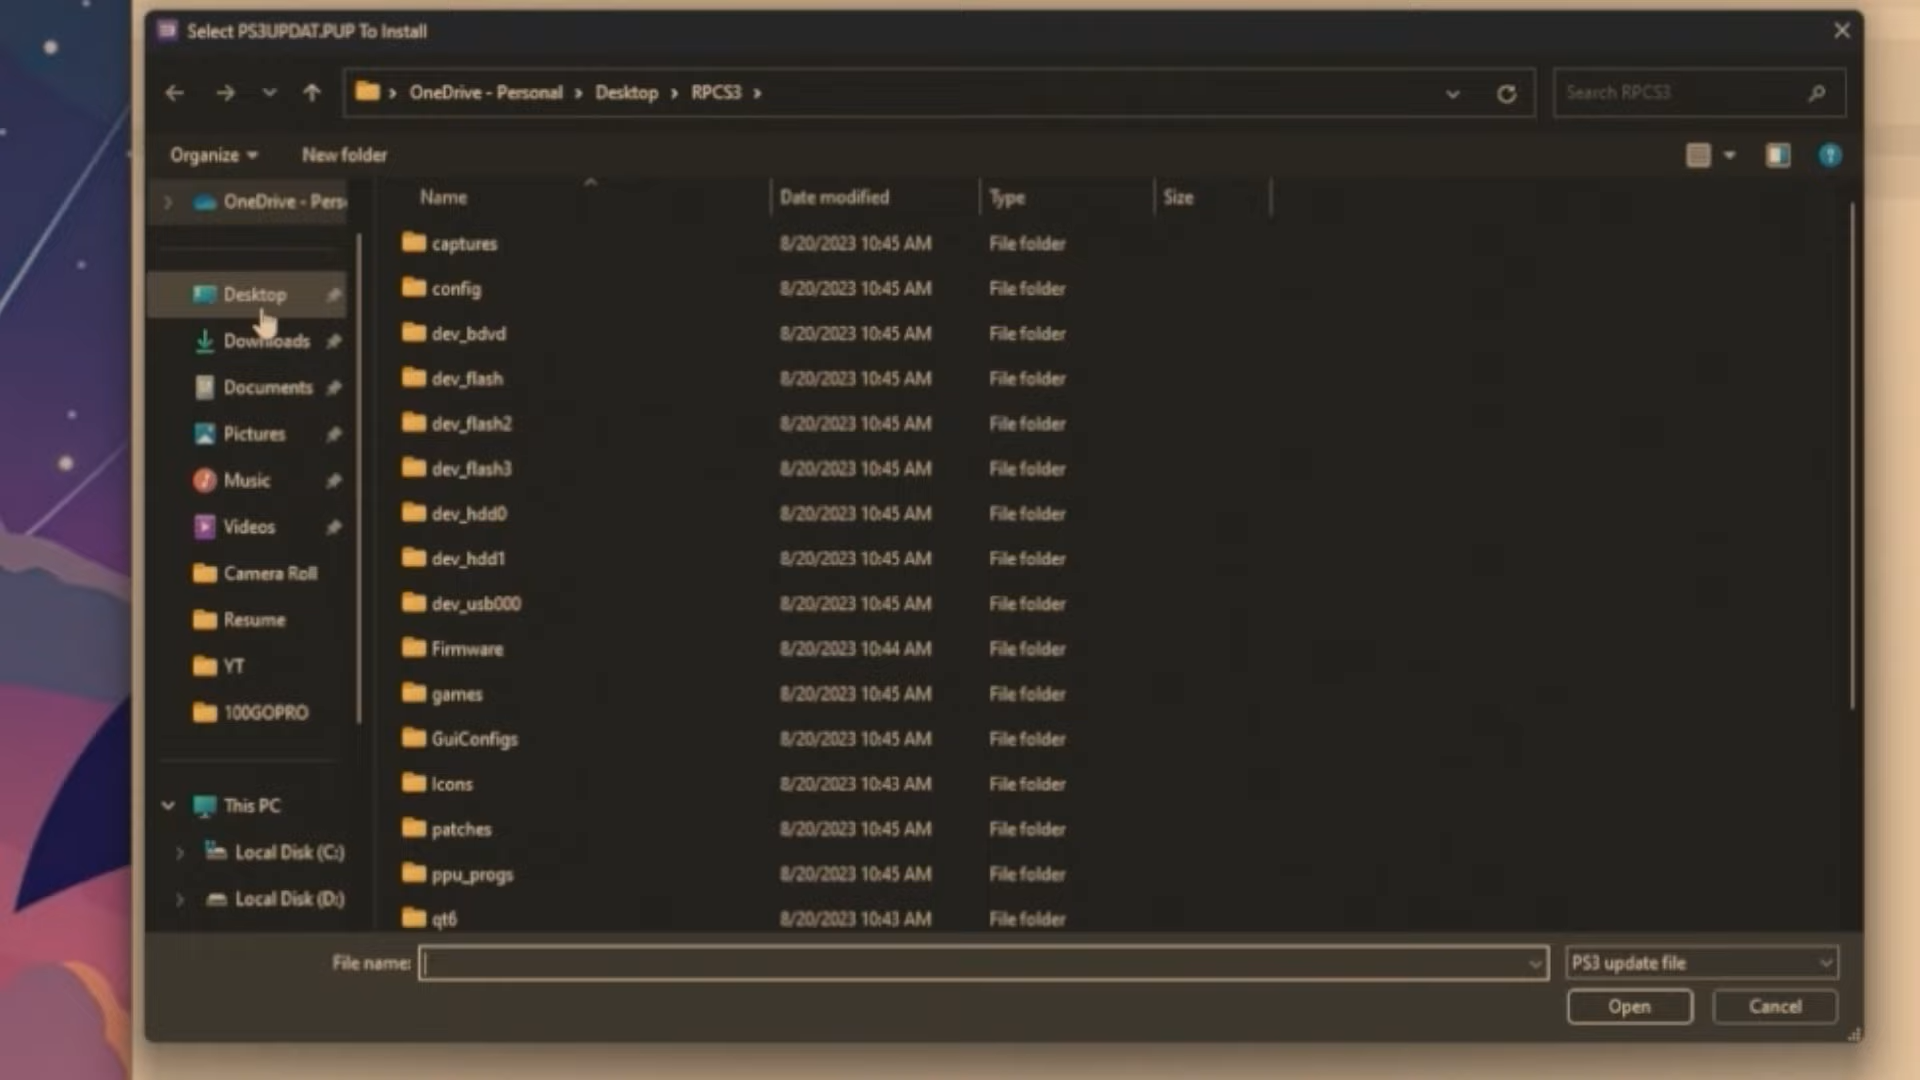 Select PS3UPDAT.PUP To Install
OneDrive - Personal > Desktop > RPCS3 >
Search RPCS3
Organize New folder
Name Date modified Type Size
OneDrive - Pers
Desktop
Downloads
Documents
Pictures
Music
Videos
Camera Roll
Resume
YT
100GOPRO
This PC
Local Disk (C:)
Local Disk (D:)
captures 8/20/2023 10:45 AM File folder
config 8/20/2023 10:45 AM File folder
dev_bdvd 8/20/2023 10:45 AM File folder
dev_flash 8/20/2023 10:45 AM File folder
dev_flash2 8/20/2023 10:45 AM File folder
dev_flash3 8/20/2023 10:45 AM File folder
dev_hdd0 8/20/2023 10:45 AM File folder
dev_hdd1 8/20/2023 10:45 AM File folder
dev_usb000 8/20/2023 10:45 AM File folder
Firmware 8/20/2023 10:44 AM File folder
games 8/20/2023 10:45 AM File folder
GuiConfigs 8/20/2023 10:45 AM File folder
Icons 8/20/2023 10:43 AM File folder
patches 8/20/2023 10:45 AM File folder
ppu_progs 8/20/2023 10:45 AM File folder
qt6 8/20/2023 10:43 AM File folder
File name:
PS3 update file
Open Cancel